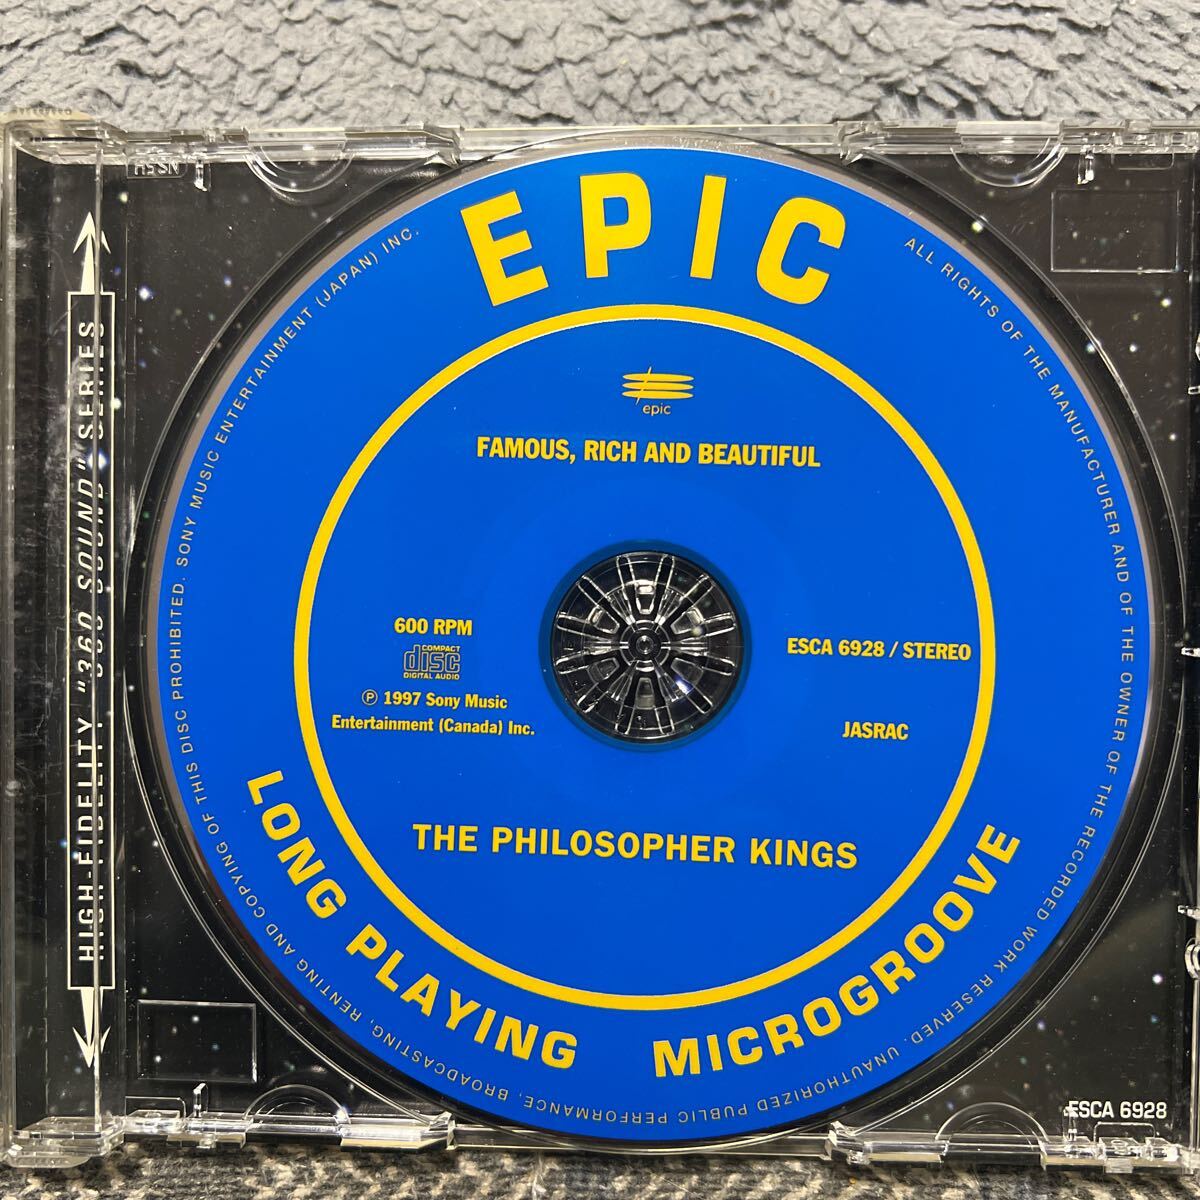 EPIC
epic
FAMOUS, RICH AND BEAUTIFUL
600 RPM
COMPACT
disc
DIGITAL AUDIO
℗ 1997 Sony Music
Entertainment (Canada) Inc.
ESCA 6928 / STEREO
JASRAC
THE PHILOSOPHER KINGS
LONG PLAYING MICROGROOVE
ALL RIGHTS OF THE MANUFACTURER AND OF THE OWNER OF THE RECORDED WORK RESERVED. UNAUTHORIZED PUBLIC PERFORMANCE, BROADCASTING, RENTING AND COPYING OF THIS DISC PROHIBITED. SONY MUSIC ENTERTAINMENT (JAPAN) INC.
HIGH-FIDELITY "360 SOUND" SERIES
ESCA 6928